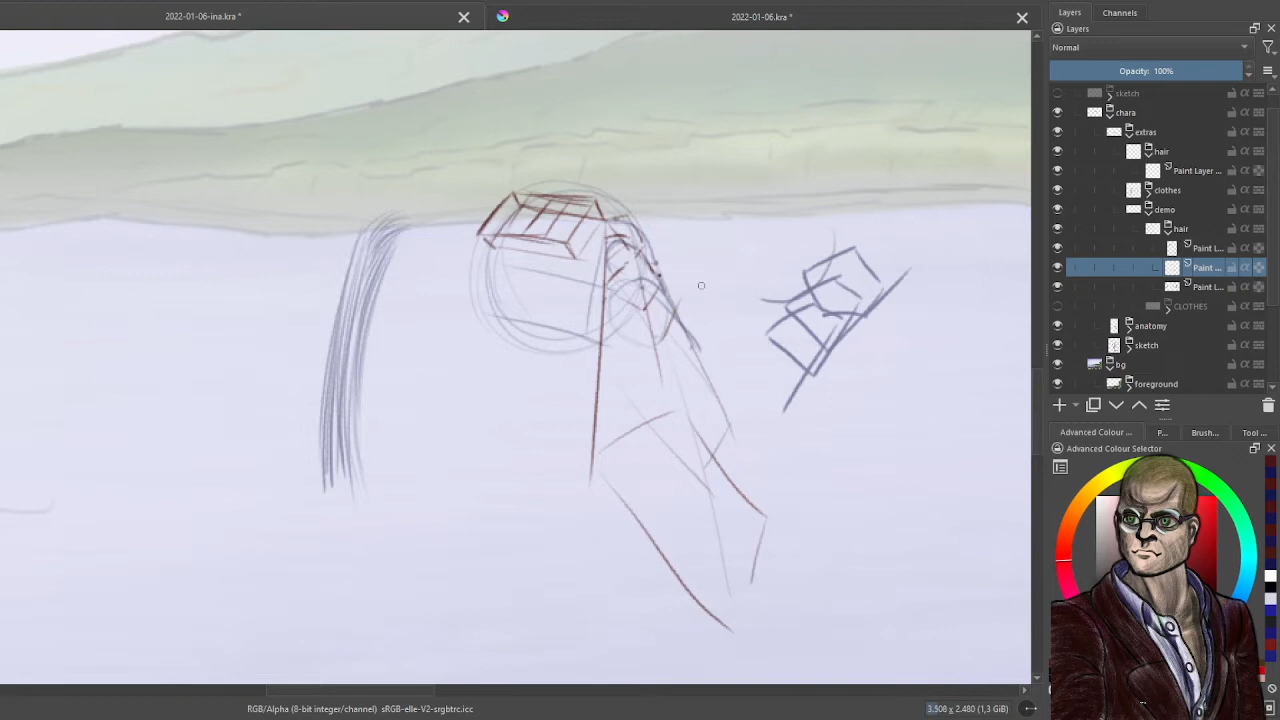 2022-01-06-ina.kra *
2022-01-06.kra *
Layers
Channels
Layers
Normal
Opacity: 100%
sketch
chara
extras
hair
Paint Layer ...
clothes
demo
hair
Paint L...
Paint ...
Paint L...
CLOTHES
anatomy
sketch
bg
foreground
Advanced Colour ...
P...
Brush...
Tool ...
Advanced Colour Selector
RGB/Alpha (8-bit integer/channel) sRGB-elle-V2-srgbtrc.icc
3.508 x 2.480 (1,3 GiB)